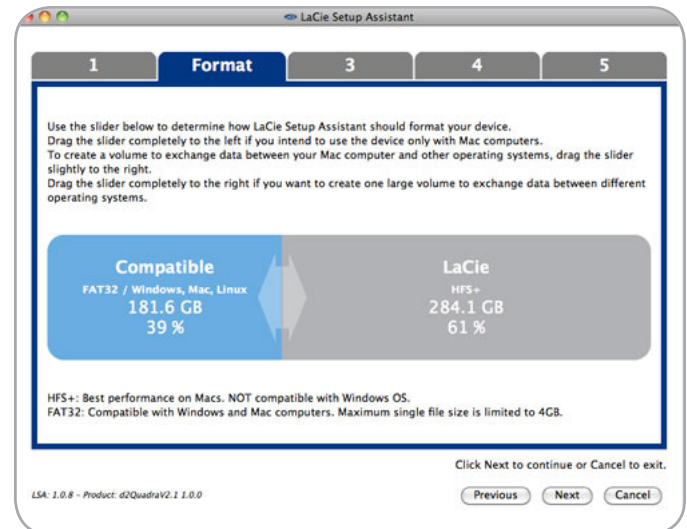 LaCie Setup Assistant
1 Format 3 4 5
Use the slider below to determine how LaCie Setup Assistant should format your device.
Drag the slider completely to the left if you intend to use the device only with Mac computers.
To create a volume to exchange data between your Mac computer and other operating systems, drag the slider
slightly to the right.
Drag the slider completely to the right if you want to create one large volume to exchange data between different
operating systems.
Compatible
FAT32 / Windows, Mac, Linux
181.6 GB
39 %
LaCie
HFS+
284.1 GB
61 %
HFS+: Best performance on Macs. NOT compatible with Windows OS.
FAT32: Compatible with Windows and Mac computers. Maximum single file size is limited to 4GB.
Click Next to continue or Cancel to exit.
LSA: 1.0.8 - Product: d2QuadraV2.1 1.0.0
Previous Next Cancel